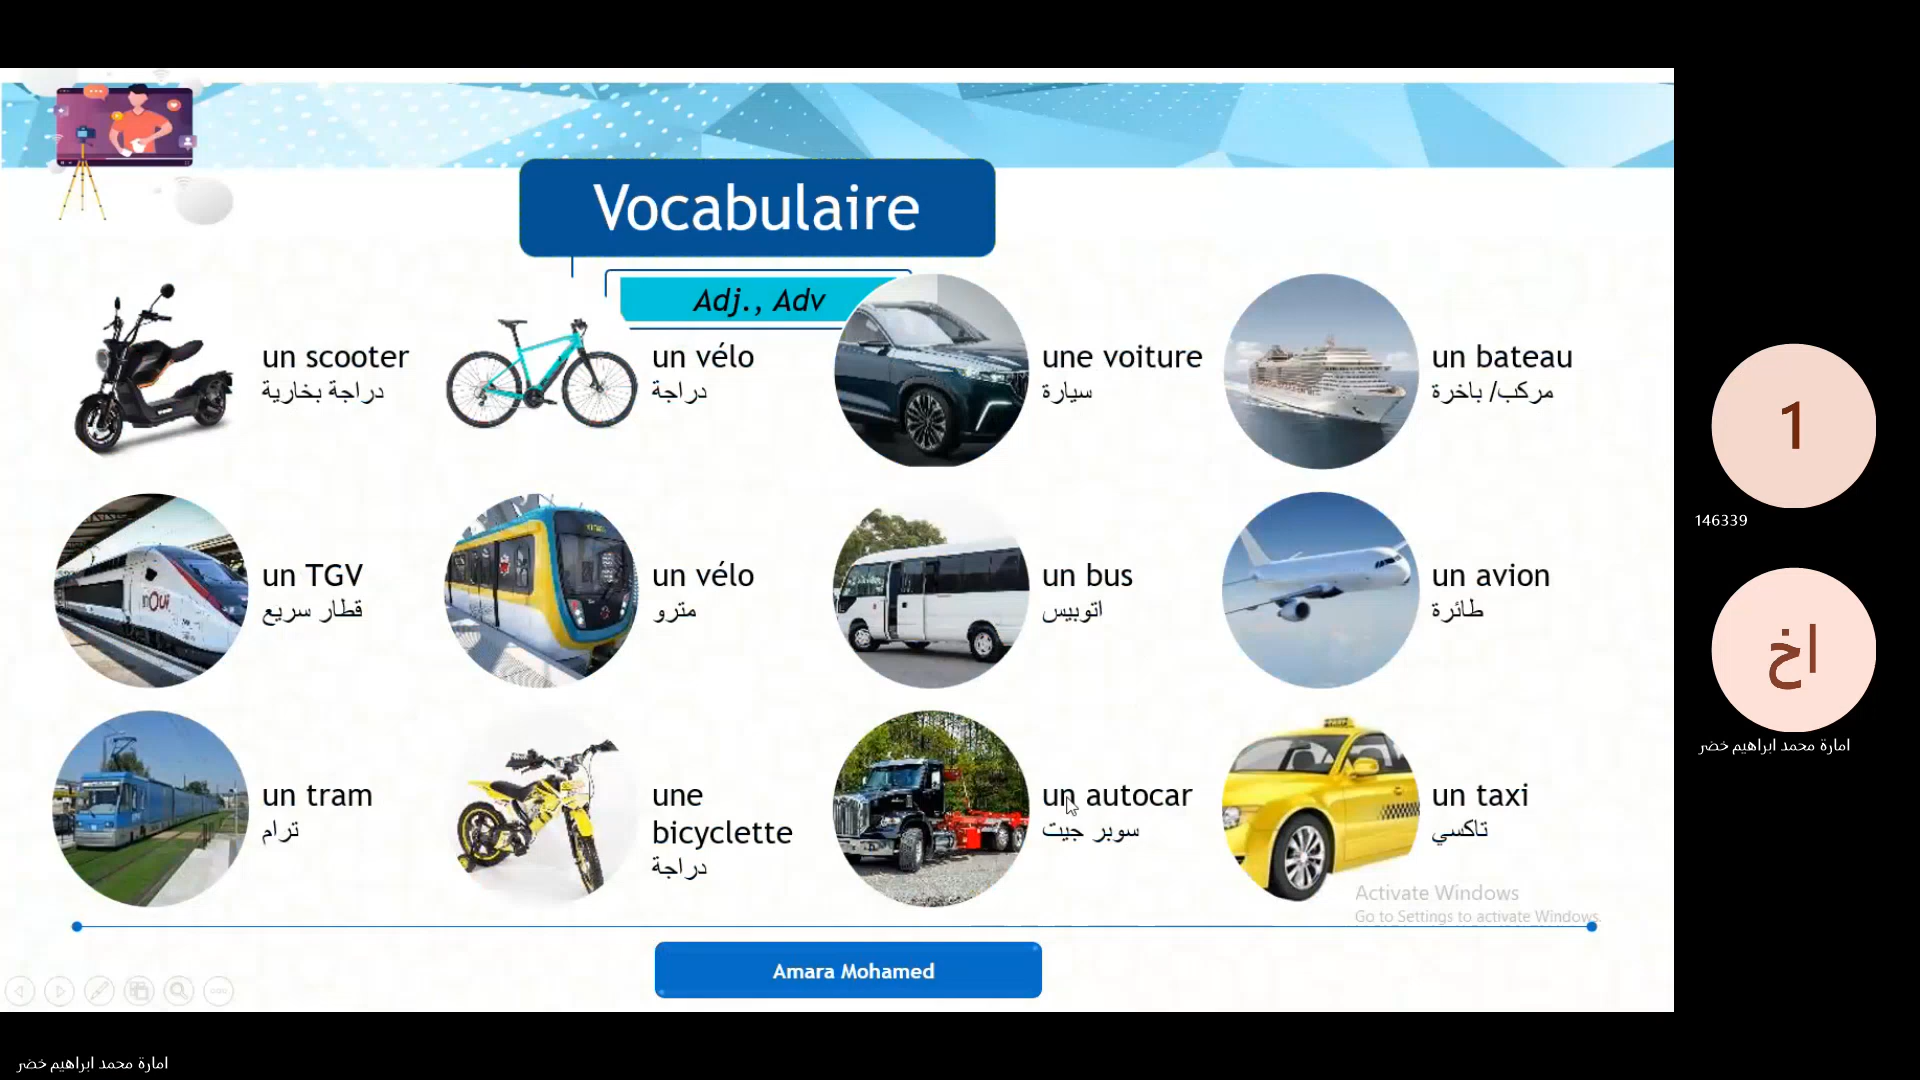 Vocabulaire
Adj., Adv
un scooter
دراجة بخارية
un vélo
دراجة
une voiture
سيارة
un bateau
مركب/ باخرة
un TGV
قطار سريع
un vélo
مترو
un bus
اتوبيس
un avion
طائرة
un tram
ترام
une
bicyclette
دراجة
un autocar
سوبر جيت
un taxi
تاكسي
Activate Windows
Go to Settings to activate Windows.
Amara Mohamed
1
146339
اخ
امارة محمد ابراهيم خضر
امارة محمد ابراهيم خضر